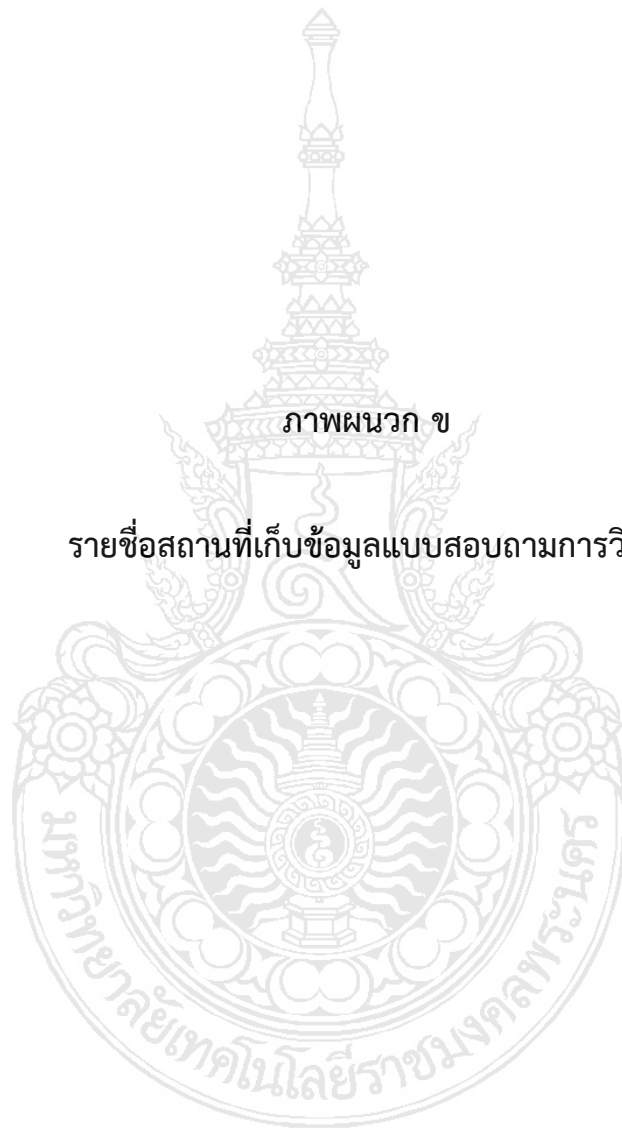 ภาพผนวก ข
รายชื่อสถานที่เก็บข้อมูลแบบสอบถามการวิ
มหาวิทยาลัยเทคโนโลยีราชมงคลพระนคร